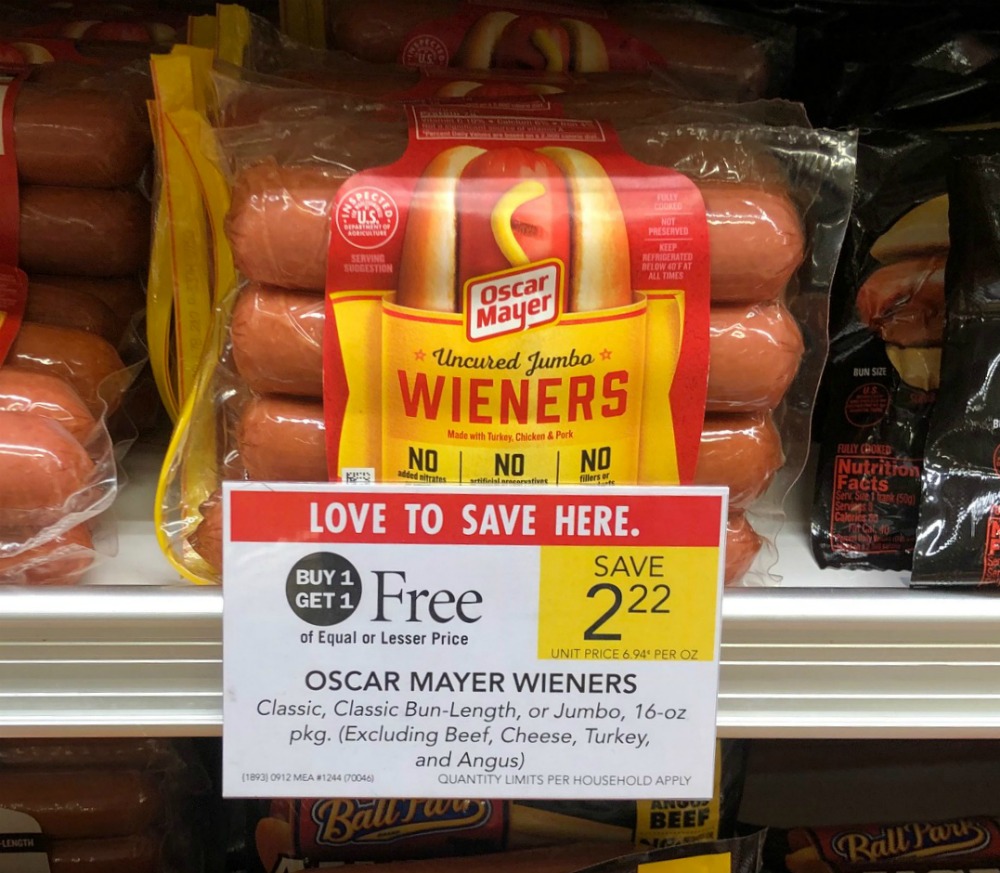 INSPECTED
U.S.
DEPARTMENT OF
AGRICULTURE
SERVING
SUGGESTION
FULLY
COOKED
NOT
PRESERVED
KEEP
REFRIGERATED
BELOW 40°F AT
ALL TIMES
Oscar
Mayer
Uncured Jumbo
WIENERS
Made with Turkey, Chicken & Pork
NO NO NO
added nitrates artificial preservatives fillers or
BUN SIZE
FULLY COOKED
Nutrition
Facts
LOVE TO SAVE HERE.
BUY 1
GET 1
Free
of Equal or Lesser Price
SAVE
2 22
UNIT PRICE 6.94¢ PER OZ
OSCAR MAYER WIENERS
Classic, Classic Bun-Length, or Jumbo, 16-oz
pkg. (Excluding Beef, Cheese, Turkey,
and Angus)
(1893) 0912 MEA #1244 (70046) QUANTITY LIMITS PER HOUSEHOLD APPLY
-LENGTH
Ball Park
ANGUS
BEEF
Ball Park